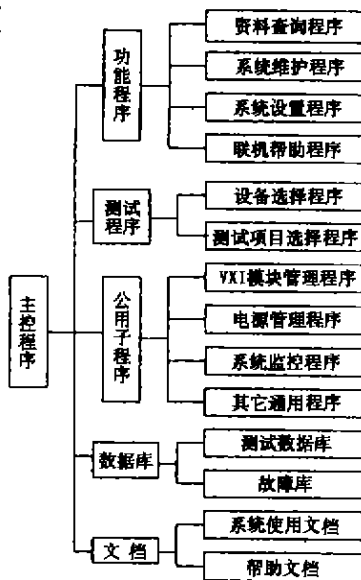 主控程序
功能程序
资料查询程序
系统维护程序
系统设置程序
联机帮助程序
测试
程序
设备选择程序
测试项目选择程序
公用子程序
VXI模块管理程序
电源管理程序
系统监控程序
其它通用程序
数据库
测试数据库
故障库
文档
系统使用文档
帮助文档